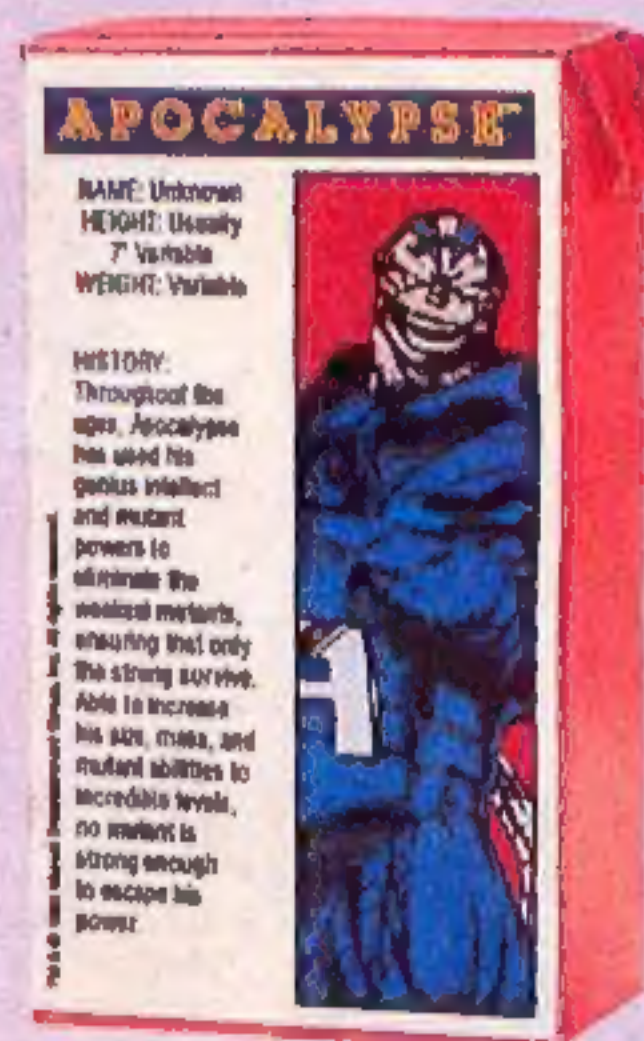 APOCALYPSE™
NAME: Unknown
HEIGHT: Usually
7' Variable
WEIGHT: Variable
HISTORY:
Throughout the
ages, Apocalypse
has used his
genius intellect
and mutant
powers to
eliminate the
weakest mutants,
ensuring that only
the strong survive.
Able to increase
his size, mass, and
mutant abilities to
incredible levels,
no mutant is
strong enough
to escape his
power